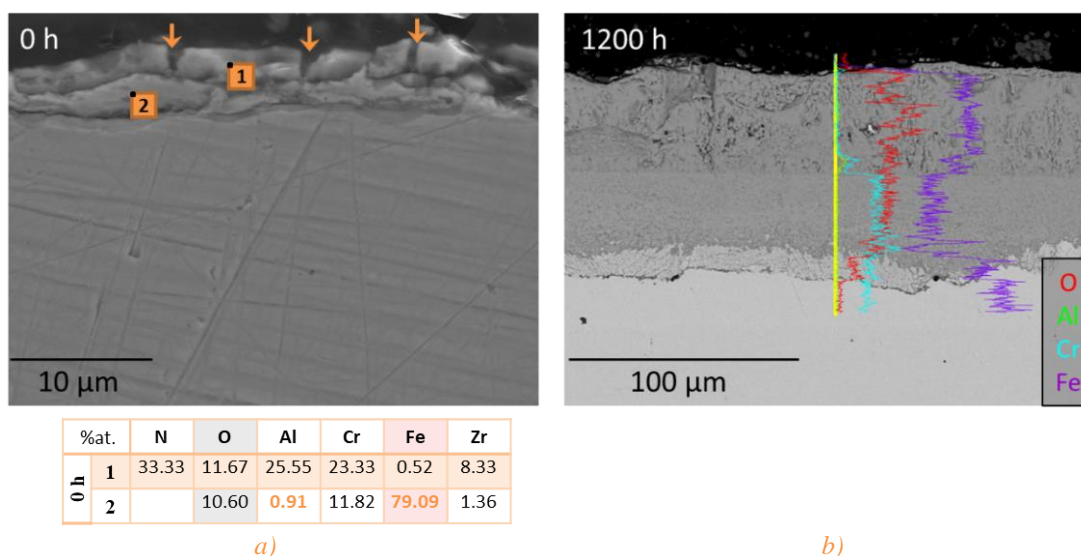 0 h
1
2
10 µm
1200 h
O
Al
Cr
Fe
100 µm
%at. N O Al Cr Fe Zr
0 h
1 33.33 11.67 25.55 23.33 0.52 8.33
2 10.60 0.91 11.82 79.09 1.36
a)
b)